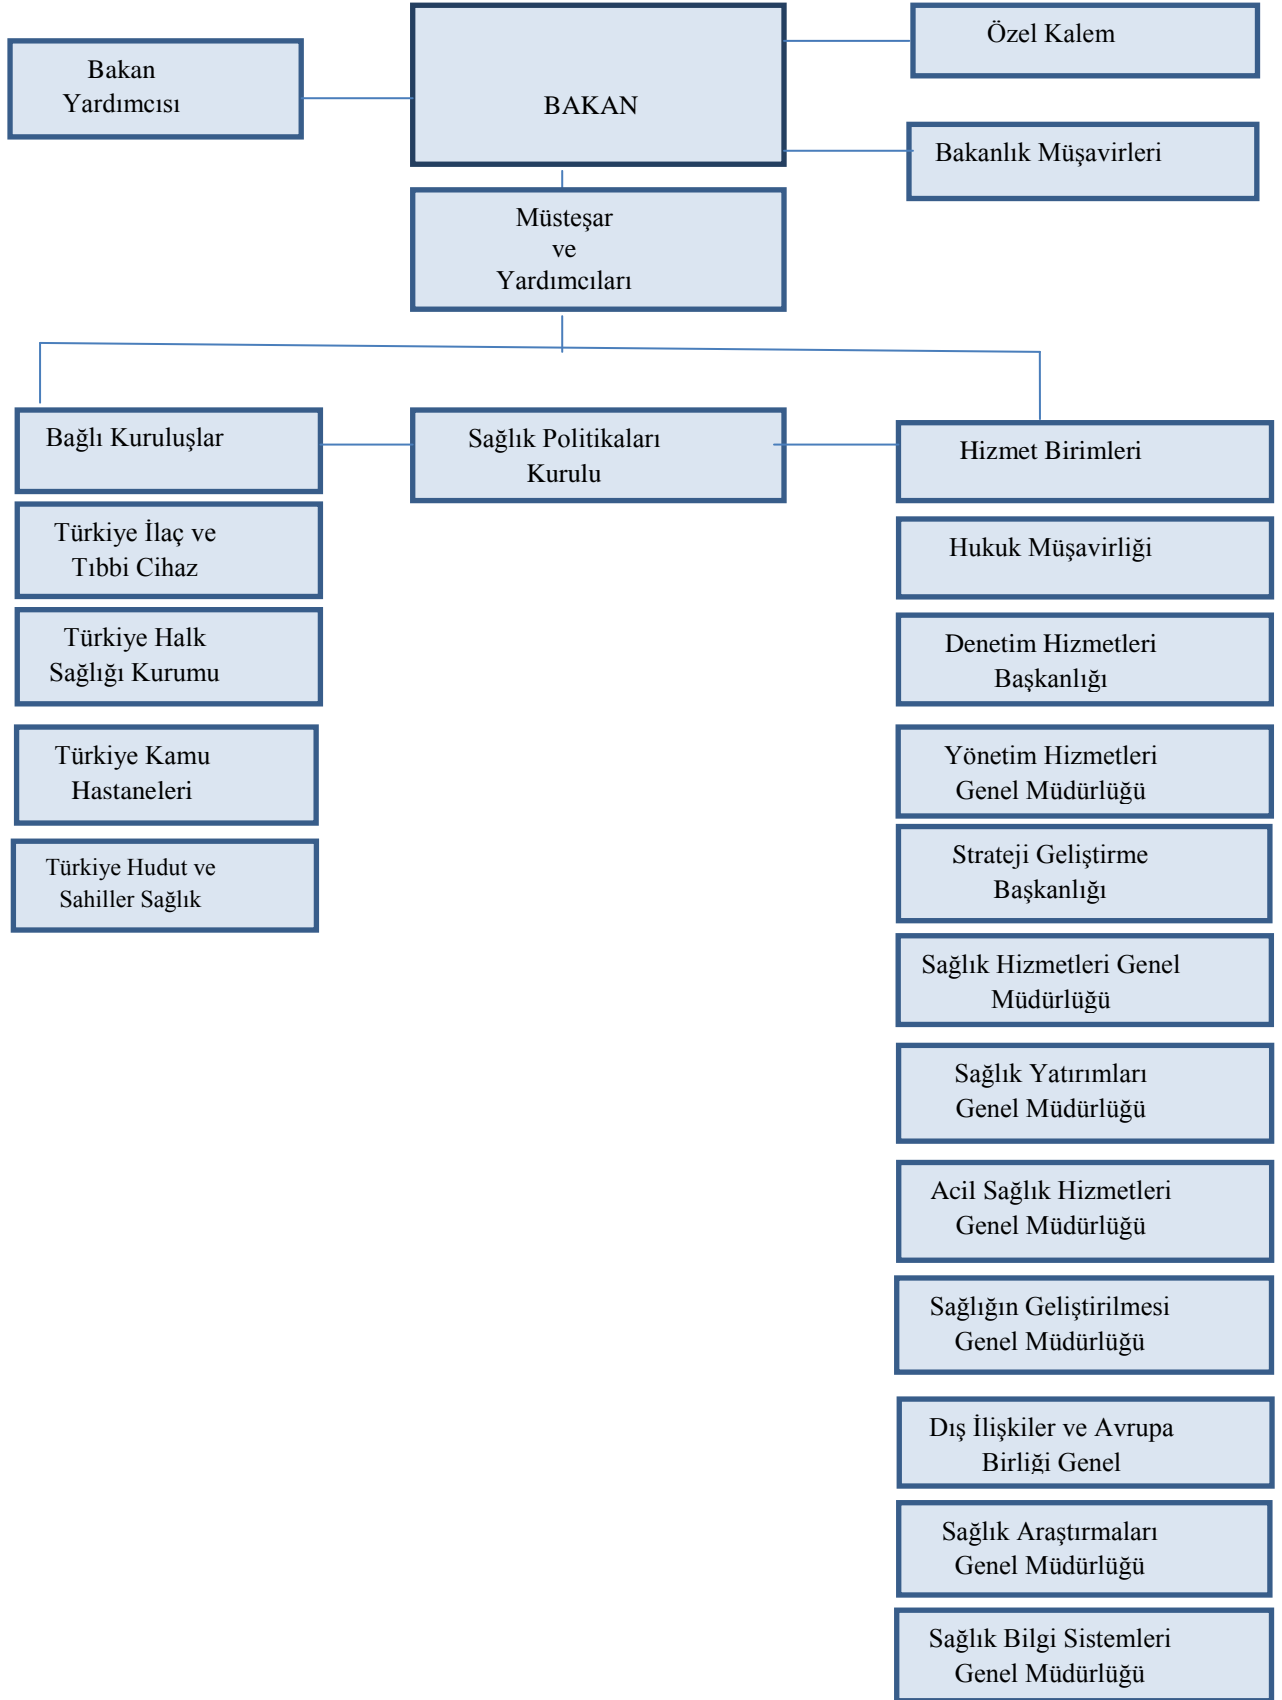 Özel Kalem
Bakan
Yardımcısı
BAKAN
Bakanlık Müşavirleri
Müsteşar
ve
Yardımcıları
Bağlı Kuruluşlar
Sağlık Politikaları
Kurulu
Hizmet Birimleri
Türkiye İlaç ve
Tıbbi Cihaz
Türkiye Halk
Sağlığı Kurumu
Türkiye Kamu
Hastaneleri
Türkiye Hudut ve
Sahiller Sağlık
Hukuk Müşavirliği
Denetim Hizmetleri
Başkanlığı
Yönetim Hizmetleri
Genel Müdürlüğü
Strateji Geliştirme
Başkanlığı
Sağlık Hizmetleri Genel
Müdürlüğü
Sağlık Yatırımları
Genel Müdürlüğü
Acil Sağlık Hizmetleri
Genel Müdürlüğü
Sağlığın Geliştirilmesi
Genel Müdürlüğü
Dış İlişkiler ve Avrupa
Birliği Genel
Sağlık Araştırmaları
Genel Müdürlüğü
Sağlık Bilgi Sistemleri
Genel Müdürlüğü